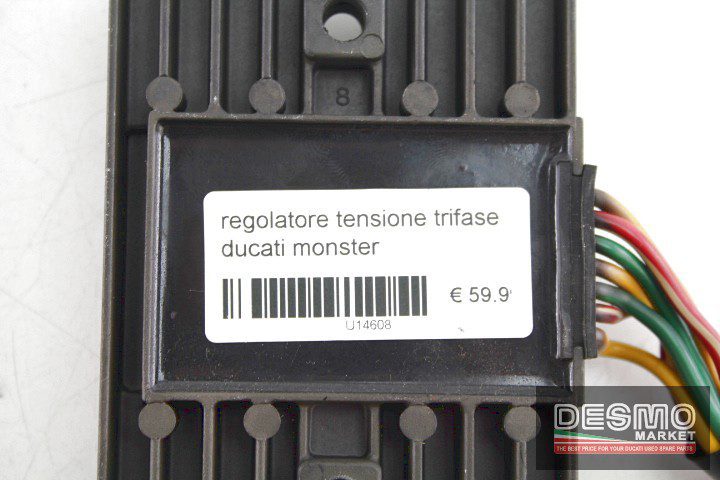 8
regolatore tensione trifase
ducati monster
€ 59.9
U14608
DESMO
MARKET
THE BEST PRICE FOR YOUR DUCATI USED SPARE PARTS